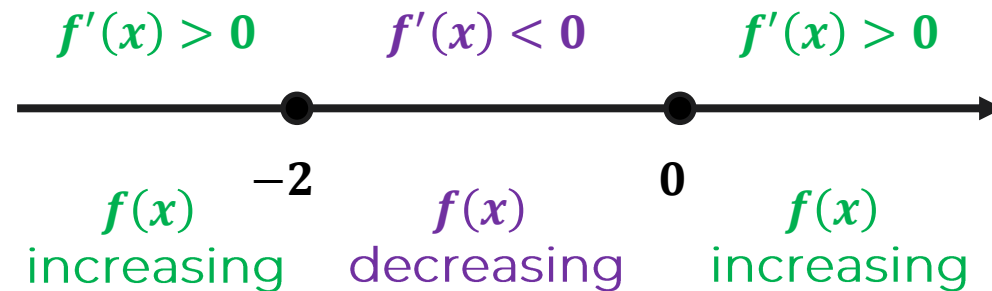 f′(x) > 0 f′(x) < 0 f′(x) > 0
−2 0
f(x) f(x) f(x)
increasing decreasing increasing